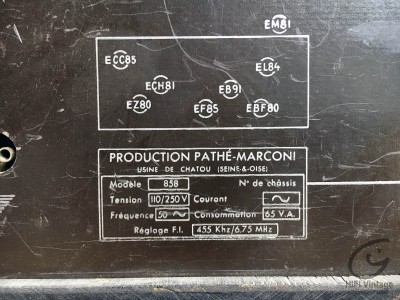 EM81
ECC85
EL84
ECH81
EB91
EZ80
EF85
EBF80
PRODUCTION PATHÉ-MARCONI
USINE DE CHATOU (SEINE-&-OISE)
Modèle 858 N° de châssis
Tension 110/250 V Courant ~
Fréquence 50 ~ Consommation 65 V.A.
Réglage F.I. 455 Khz/6,75 MHz
HiFi Vintage